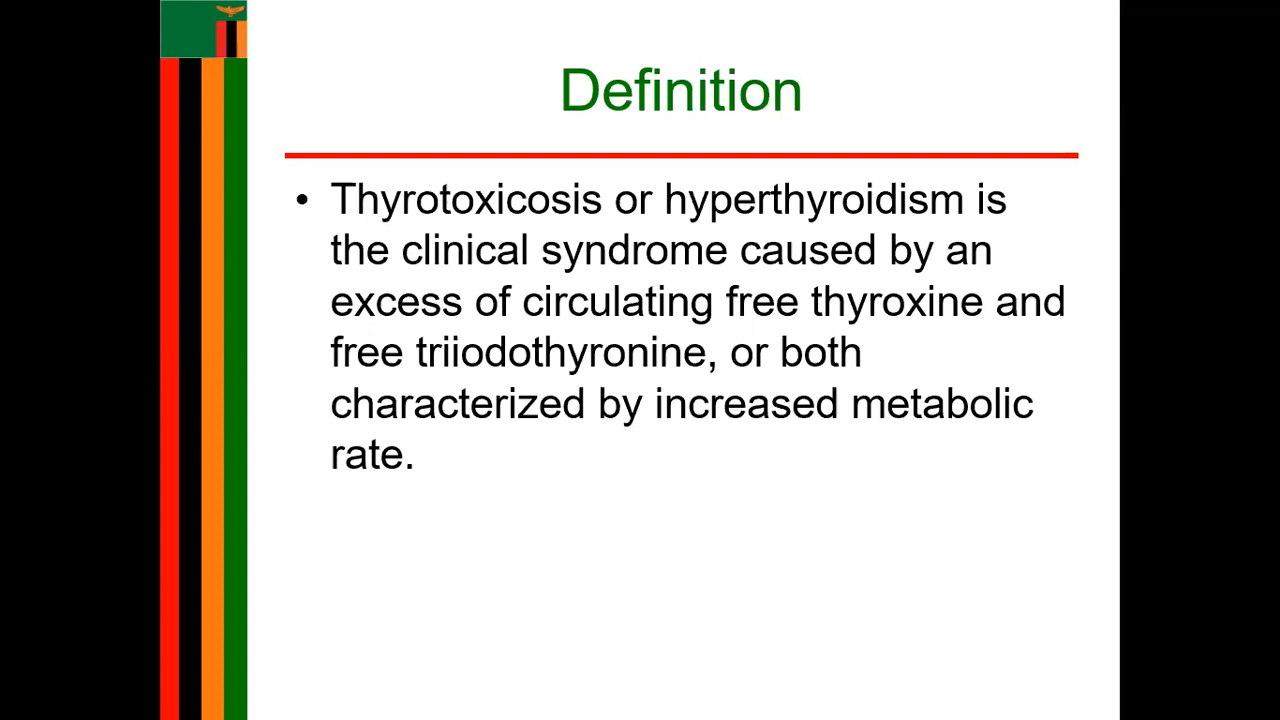 Definition
• Thyrotoxicosis or hyperthyroidism is
the clinical syndrome caused by an
excess of circulating free thyroxine and
free triiodothyronine, or both
characterized by increased metabolic
rate.